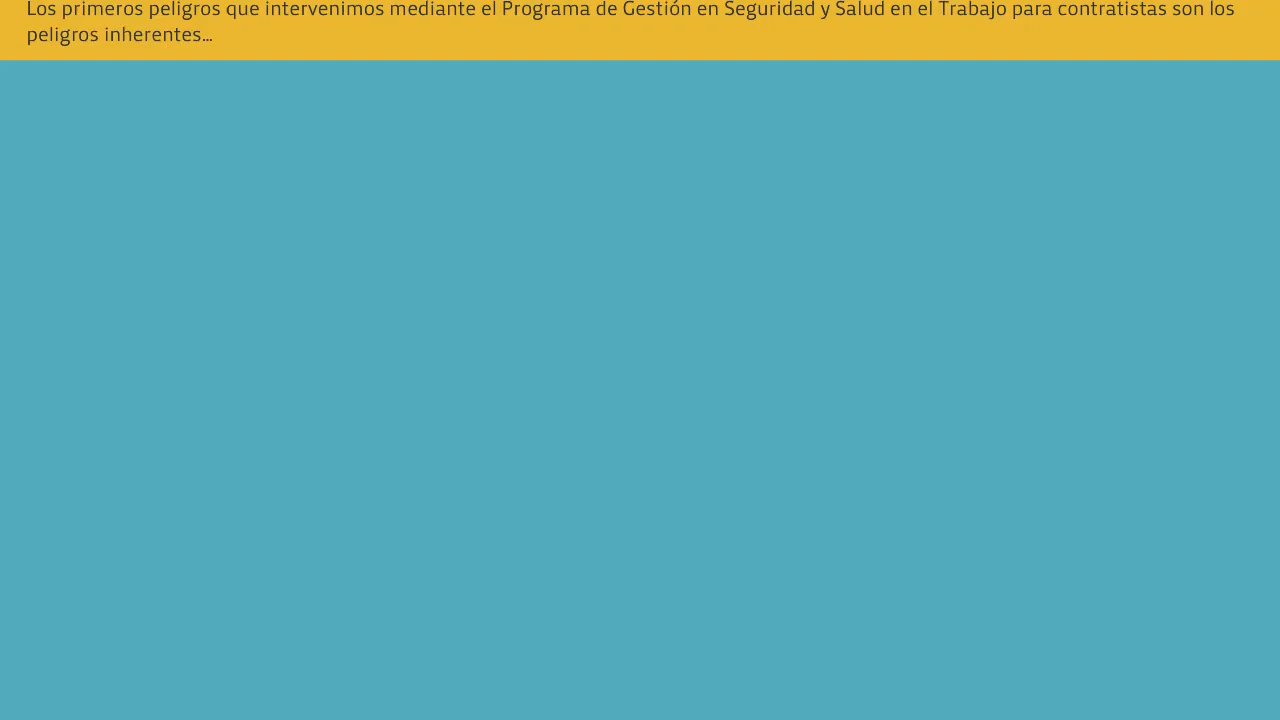 Los primeros peligros que intervenimos mediante el Programa de Gestión en Seguridad y Salud en el Trabajo para contratistas son los
peligros inherentes...